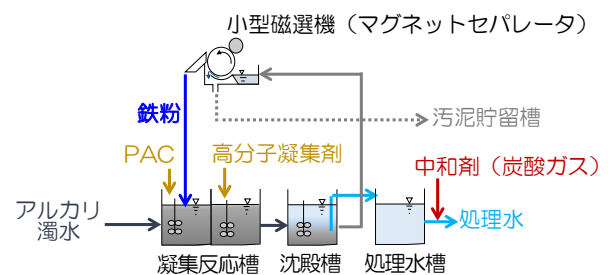 小型磁選機（マグネットセパレータ）
鉄粉
汚泥貯留槽
PAC
高分子凝集剤
中和剤（炭酸ガス）
アルカリ
濁水
処理水
凝集反応槽
沈殿槽
処理水槽